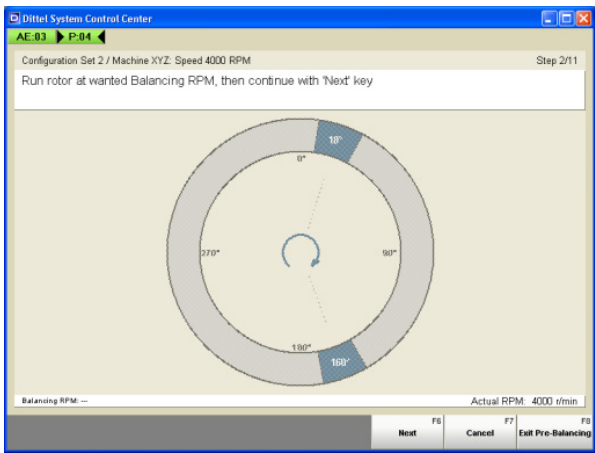 Dittel System Control Center
AE:03 P:04
Configuration Set 2 / Machine XYZ: Speed 4000 RPM Step 2/11
Run rotor at wanted Balancing RPM, then continue with 'Next' key
18°
0°
270° 90°
180°
160°
Balancing RPM: --- Actual RPM: 4000 r/min
F6 F7 F8
Next Cancel Exit Pre-Balancing